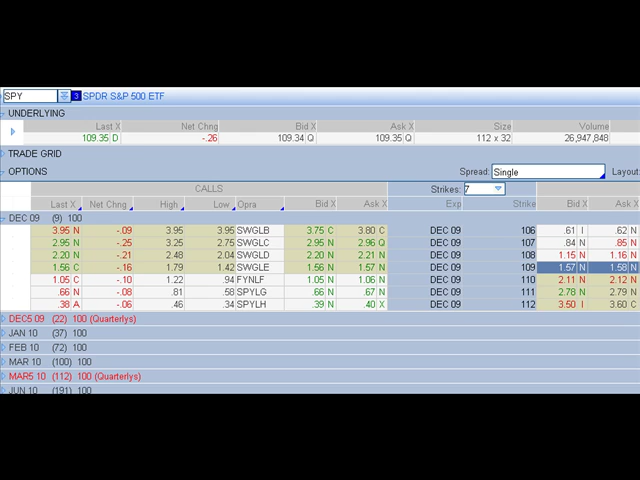 SPY 3 SPDR S&P 500 ETF
UNDERLYING
Last X Net Chng Bid X Ask X Size Volume
109.35 D -.26 109.34 Q 109.35 Q 112 x 32 26,947,848
TRADE GRID
OPTIONS Spread: Single Layout:
CALLS Strikes: 7
Last X Net Chng High Low Opra Bid X Ask X Exp Strike Bid X Ask X
DEC 09 (9) 100
3.95 N -.09 3.95 3.95 SWGLB 3.75 C 3.80 C DEC 09 106 .61 I .62 N
2.95 N -.25 3.25 2.75 SWGLC 2.95 N 2.96 Q DEC 09 107 .84 N .85 N
2.20 N -.21 2.48 2.04 SWGLD 2.20 N 2.21 N DEC 09 108 1.15 N 1.16 N
1.56 C -.16 1.79 1.42 SWGLE 1.56 N 1.57 N DEC 09 109 1.57 N 1.58 N
1.05 C -.10 1.22 .94 FYNLF 1.05 N 1.06 N DEC 09 110 2.11 N 2.12 N
.66 N -.08 .81 .58 SPYLG .66 N .67 N DEC 09 111 2.78 N 2.79 N
.38 A -.06 .46 .34 SPYLH .39 N .40 X DEC 09 112 3.50 I 3.60 C
DEC5 09 (22) 100 (Quarterlys)
JAN 10 (37) 100
FEB 10 (72) 100
MAR 10 (100) 100
MAR5 10 (112) 100 (Quarterlys)
JUN 10 (191) 100